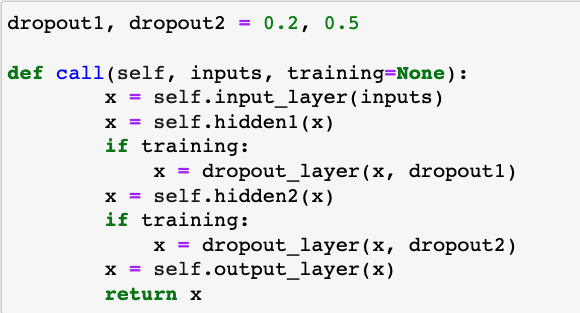 dropout1, dropout2 = 0.2, 0.5
def call(self, inputs, training=None):
        x = self.input_layer(inputs)
        x = self.hidden1(x)
        if training:
            x = dropout_layer(x, dropout1)
        x = self.hidden2(x)
        if training:
            x = dropout_layer(x, dropout2)
        x = self.output_layer(x)
        return x